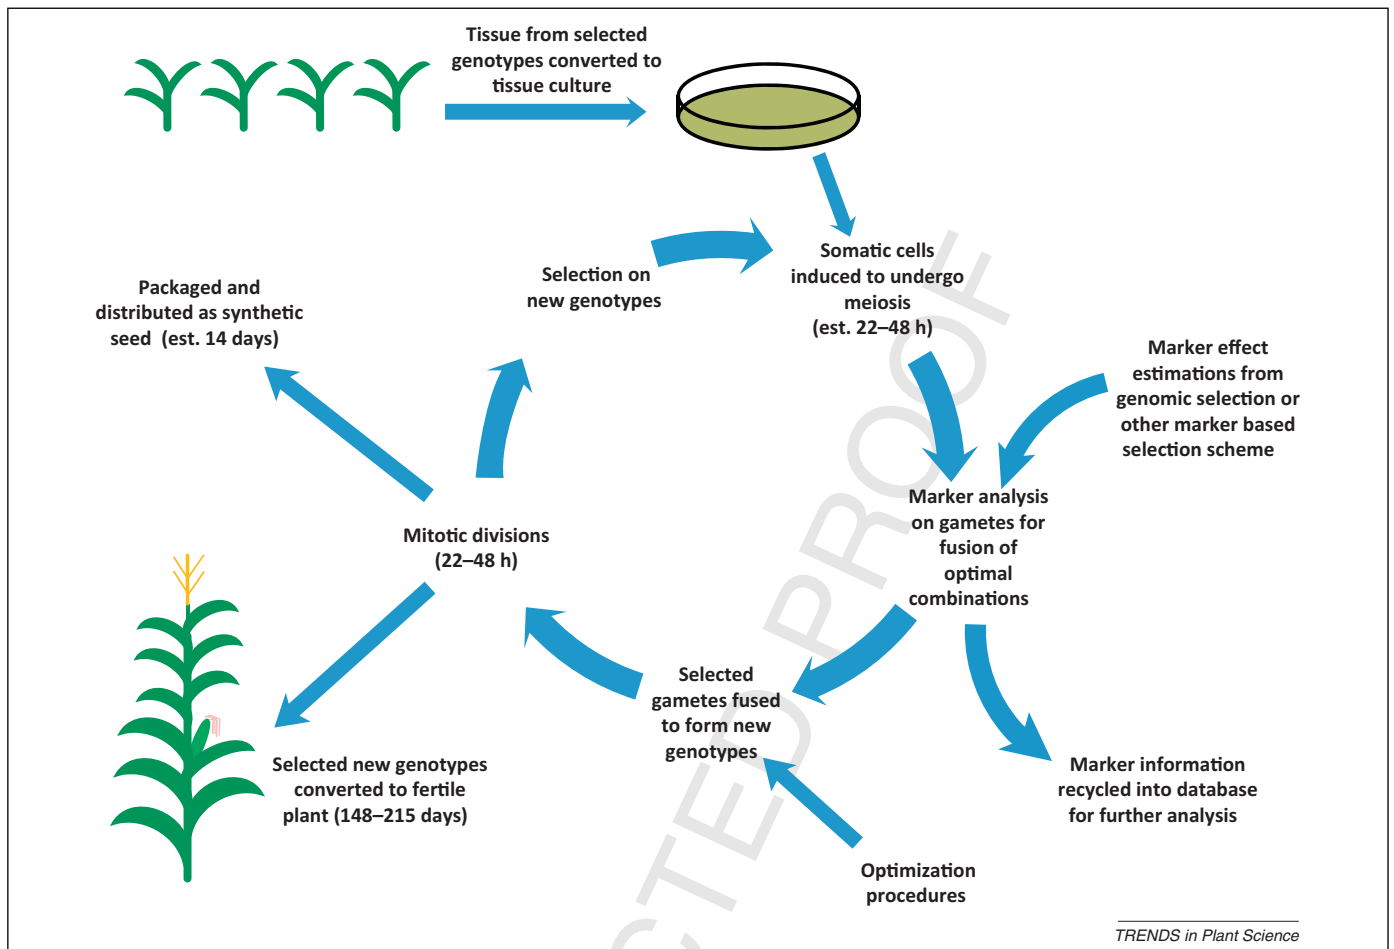 Tissue from selected
genotypes converted to
tissue culture
Somatic cells
induced to undergo
meiosis
(est. 22–48 h)
Selection on
new genotypes
Packaged and
distributed as synthetic
seed (est. 14 days)
Marker effect
estimations from
genomic selection or
other marker based
selection scheme
Marker analysis
on gametes for
fusion of
optimal
combinations
Mitotic divisions
(22–48 h)
Selected
gametes fused
to form new
genotypes
Selected new genotypes
converted to fertile
plant (148–215 days)
Marker information
recycled into database
for further analysis
Optimization
procedures
TRENDS in Plant Science
CTED PROOF